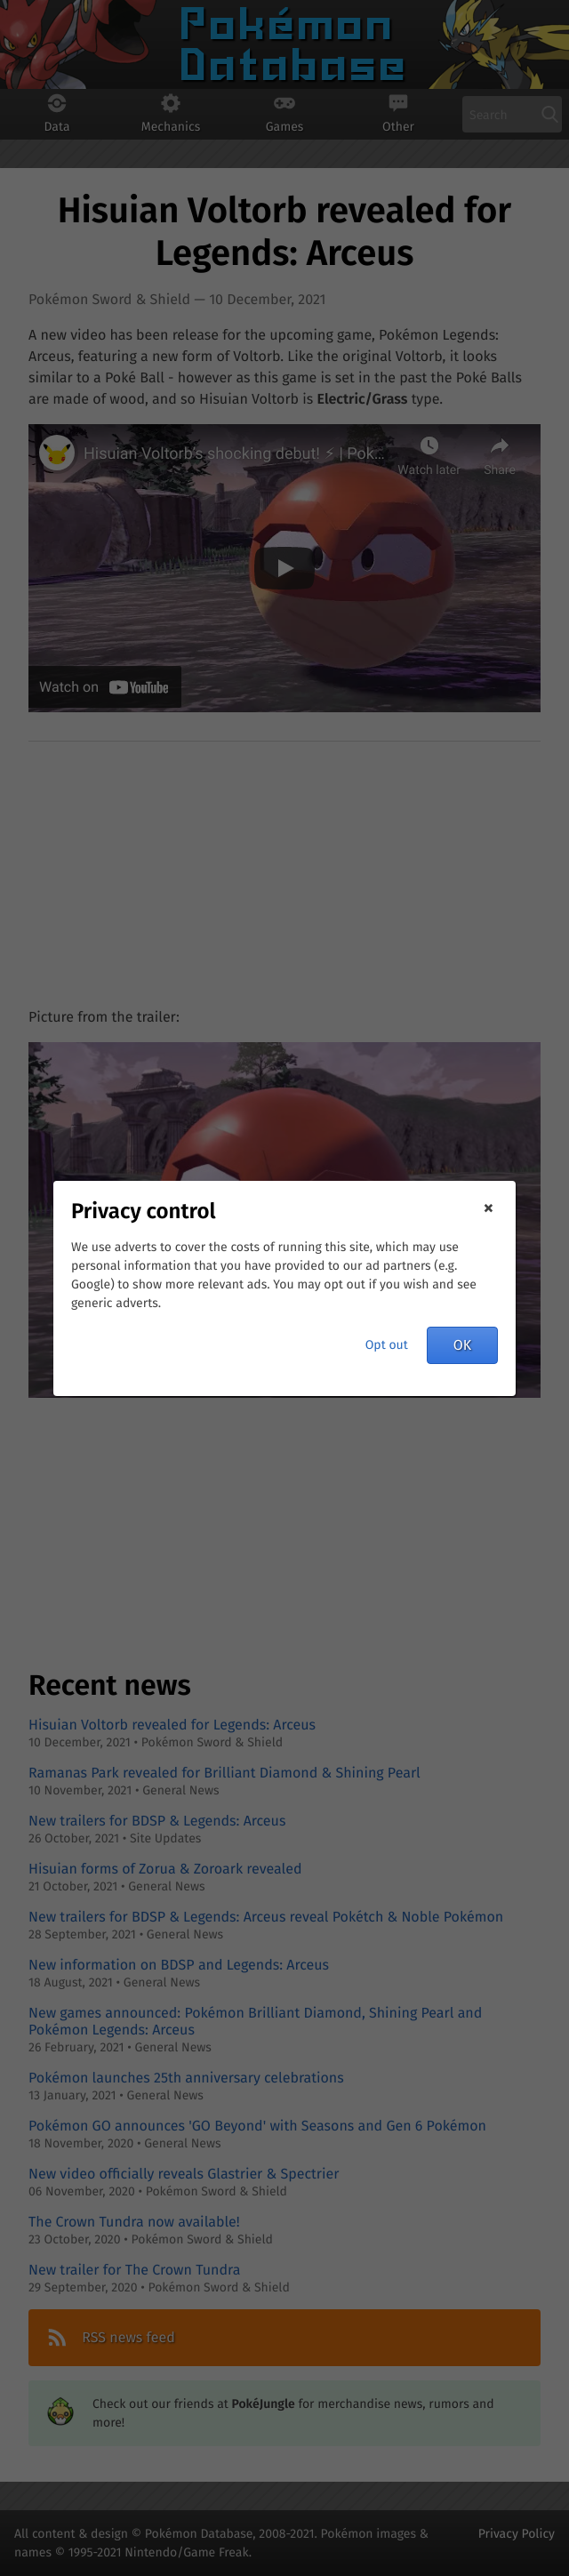 Pokémon
Database
Data
Mechanics
Games
Other
Search
Hisuian Voltorb revealed for
Legends: Arceus
Pokémon Sword & Shield — 10 December, 2021
A new video has been release for the upcoming game, Pokémon Legends:
Arceus, featuring a new form of Voltorb. Like the original Voltorb, it looks
similar to a Poké Ball - however as this game is set in the past the Poké Balls
are made of wood, and so Hisuian Voltorb is Electric/Grass type.
Hisuian Voltorb's shocking debut! ⚡ | Pok...
Watch later
Share
Watch on YouTube
Picture from the trailer:
Privacy control
×
We use adverts to cover the costs of running this site, which may use
personal information that you have provided to our ad partners (e.g.
Google) to show more relevant ads. You may opt out if you wish and see
generic adverts.
Opt out
OK
Recent news
Hisuian Voltorb revealed for Legends: Arceus
10 December, 2021 • Pokémon Sword & Shield
Ramanas Park revealed for Brilliant Diamond & Shining Pearl
10 November, 2021 • General News
New trailers for BDSP & Legends: Arceus
26 October, 2021 • Site Updates
Hisuian forms of Zorua & Zoroark revealed
21 October, 2021 • General News
New trailers for BDSP & Legends: Arceus reveal Pokétch & Noble Pokémon
28 September, 2021 • General News
New information on BDSP and Legends: Arceus
18 August, 2021 • General News
New games announced: Pokémon Brilliant Diamond, Shining Pearl and
Pokémon Legends: Arceus
26 February, 2021 • General News
Pokémon launches 25th anniversary celebrations
13 January, 2021 • General News
Pokémon GO announces 'GO Beyond' with Seasons and Gen 6 Pokémon
18 November, 2020 • General News
New video officially reveals Glastrier & Spectrier
06 November, 2020 • Pokémon Sword & Shield
The Crown Tundra now available!
23 October, 2020 • Pokémon Sword & Shield
New trailer for The Crown Tundra
29 September, 2020 • Pokémon Sword & Shield
RSS news feed
Check out our friends at PokéJungle for merchandise news, rumors and
more!
All content & design © Pokémon Database, 2008-2021. Pokémon images &
names © 1995-2021 Nintendo/Game Freak.
Privacy Policy